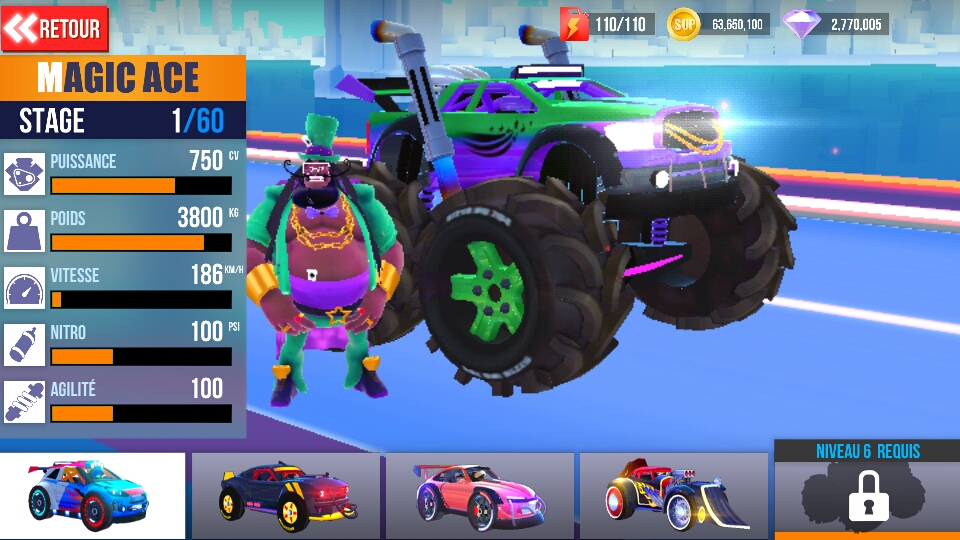 RETOUR
110/110
SUP
63,650,100
2,770,005
MAGIC ACE
STAGE 1/60
PUISSANCE 750 CV
POIDS 3800 KG
VITESSE 186 KM/H
NITRO 100 PSI
AGILITÉ 100
NIVEAU 6 REQUIS